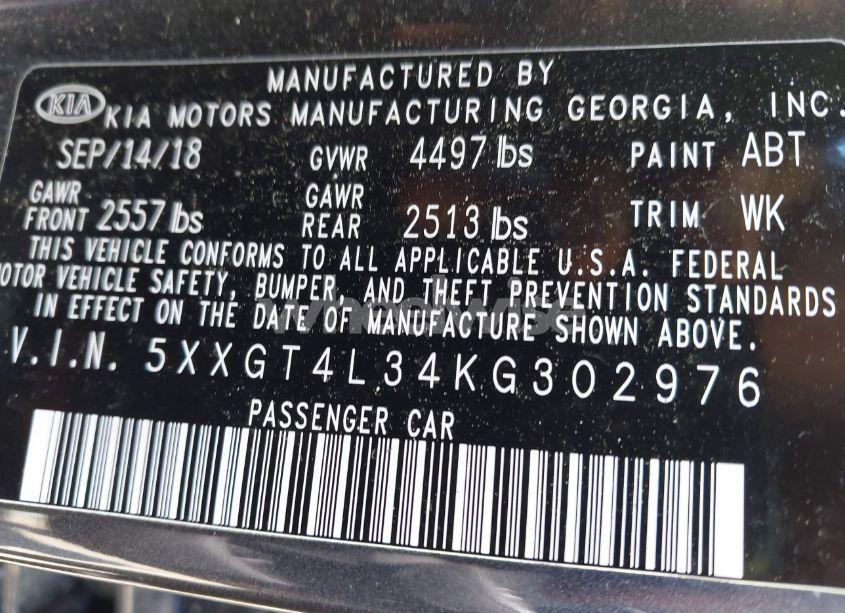 MANUFACTURED BY
KIA KIA MOTORS MANUFACTURING GEORGIA, INC.
SEP/14/18 GVWR 4497 lbs PAINT ABT
GAWR FRONT 2557 lbs GAWR REAR 2513 lbs TRIM WK
THIS VEHICLE CONFORMS TO ALL APPLICABLE U.S.A. FEDERAL
OTOR VEHICLE SAFETY, BUMPER, AND THEFT PREVENTION STANDARDS
IN EFFECT ON THE DATE OF MANUFACTURE SHOWN ABOVE.
V.I.N. 5XXGT4L34KG302976
PASSENGER CAR